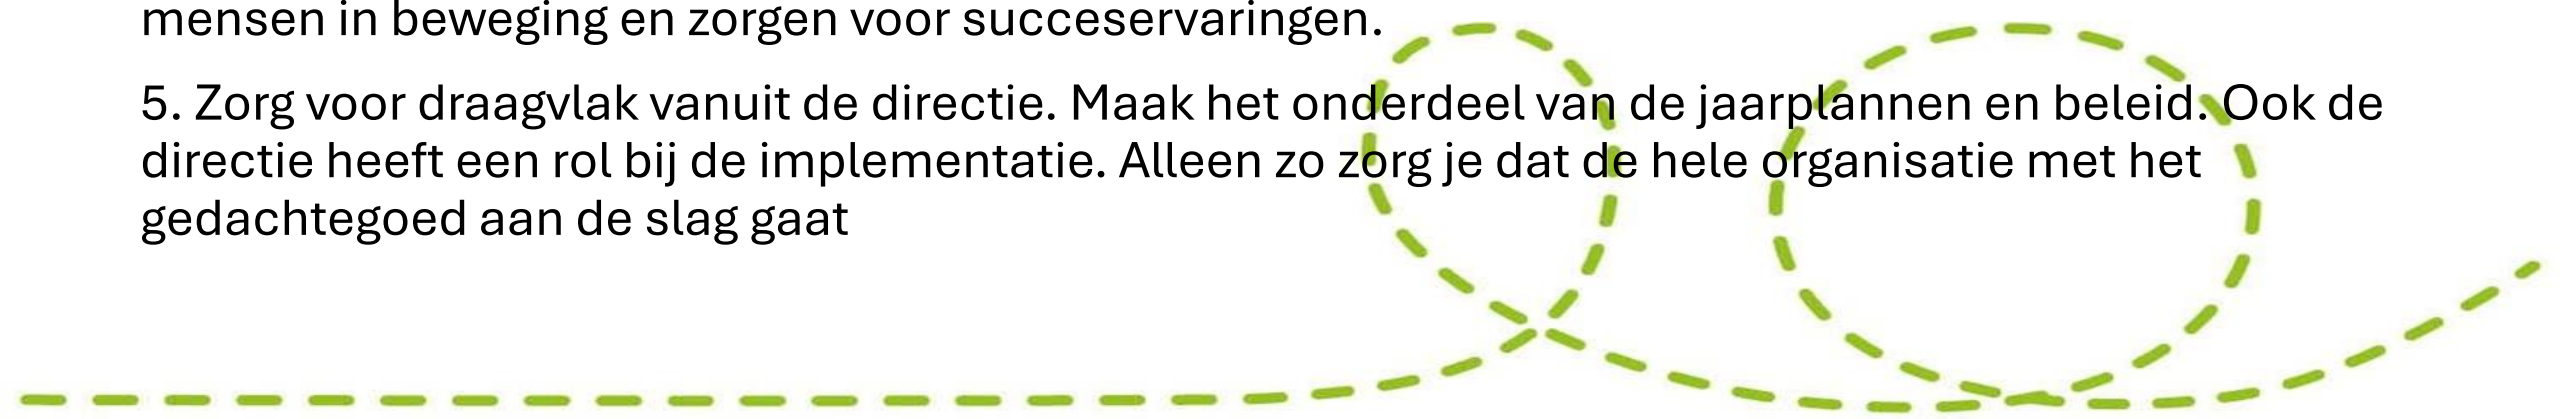 mensen in beweging en zorgen voor succeservaringen.
5. Zorg voor draagvlak vanuit de directie. Maak het onderdeel van de jaarplannen en beleid. Ook de
directie heeft een rol bij de implementatie. Alleen zo zorg je dat de hele organisatie met het
gedachtegoed aan de slag gaat